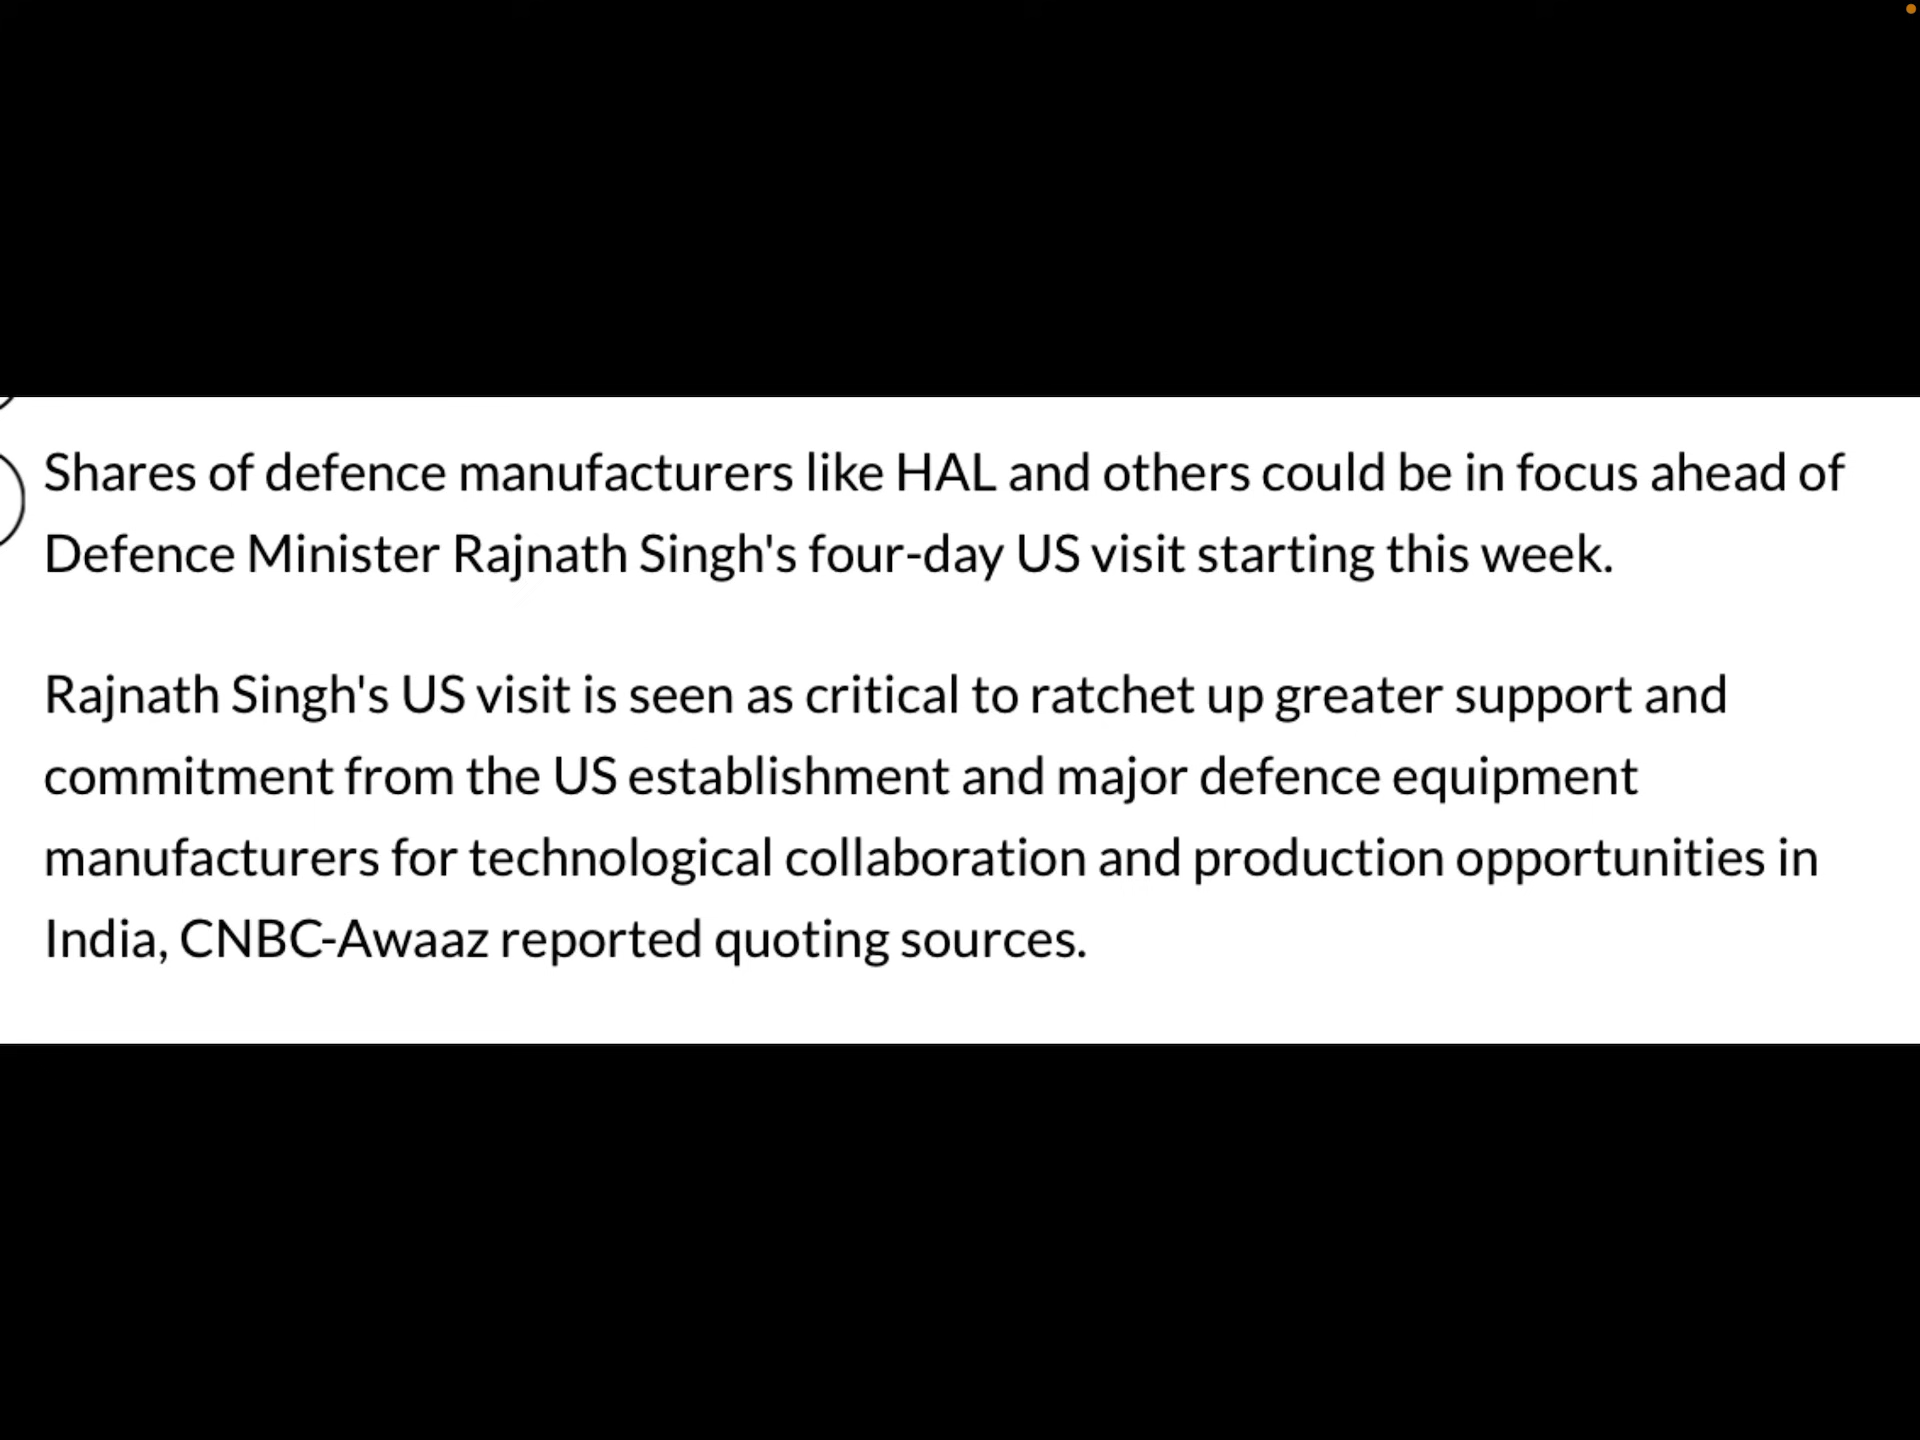 Shares of defence manufacturers like HAL and others could be in focus ahead of
Defence Minister Rajnath Singh's four-day US visit starting this week.
Rajnath Singh's US visit is seen as critical to ratchet up greater support and
commitment from the US establishment and major defence equipment
manufacturers for technological collaboration and production opportunities in
India, CNBC-Awaaz reported quoting sources.